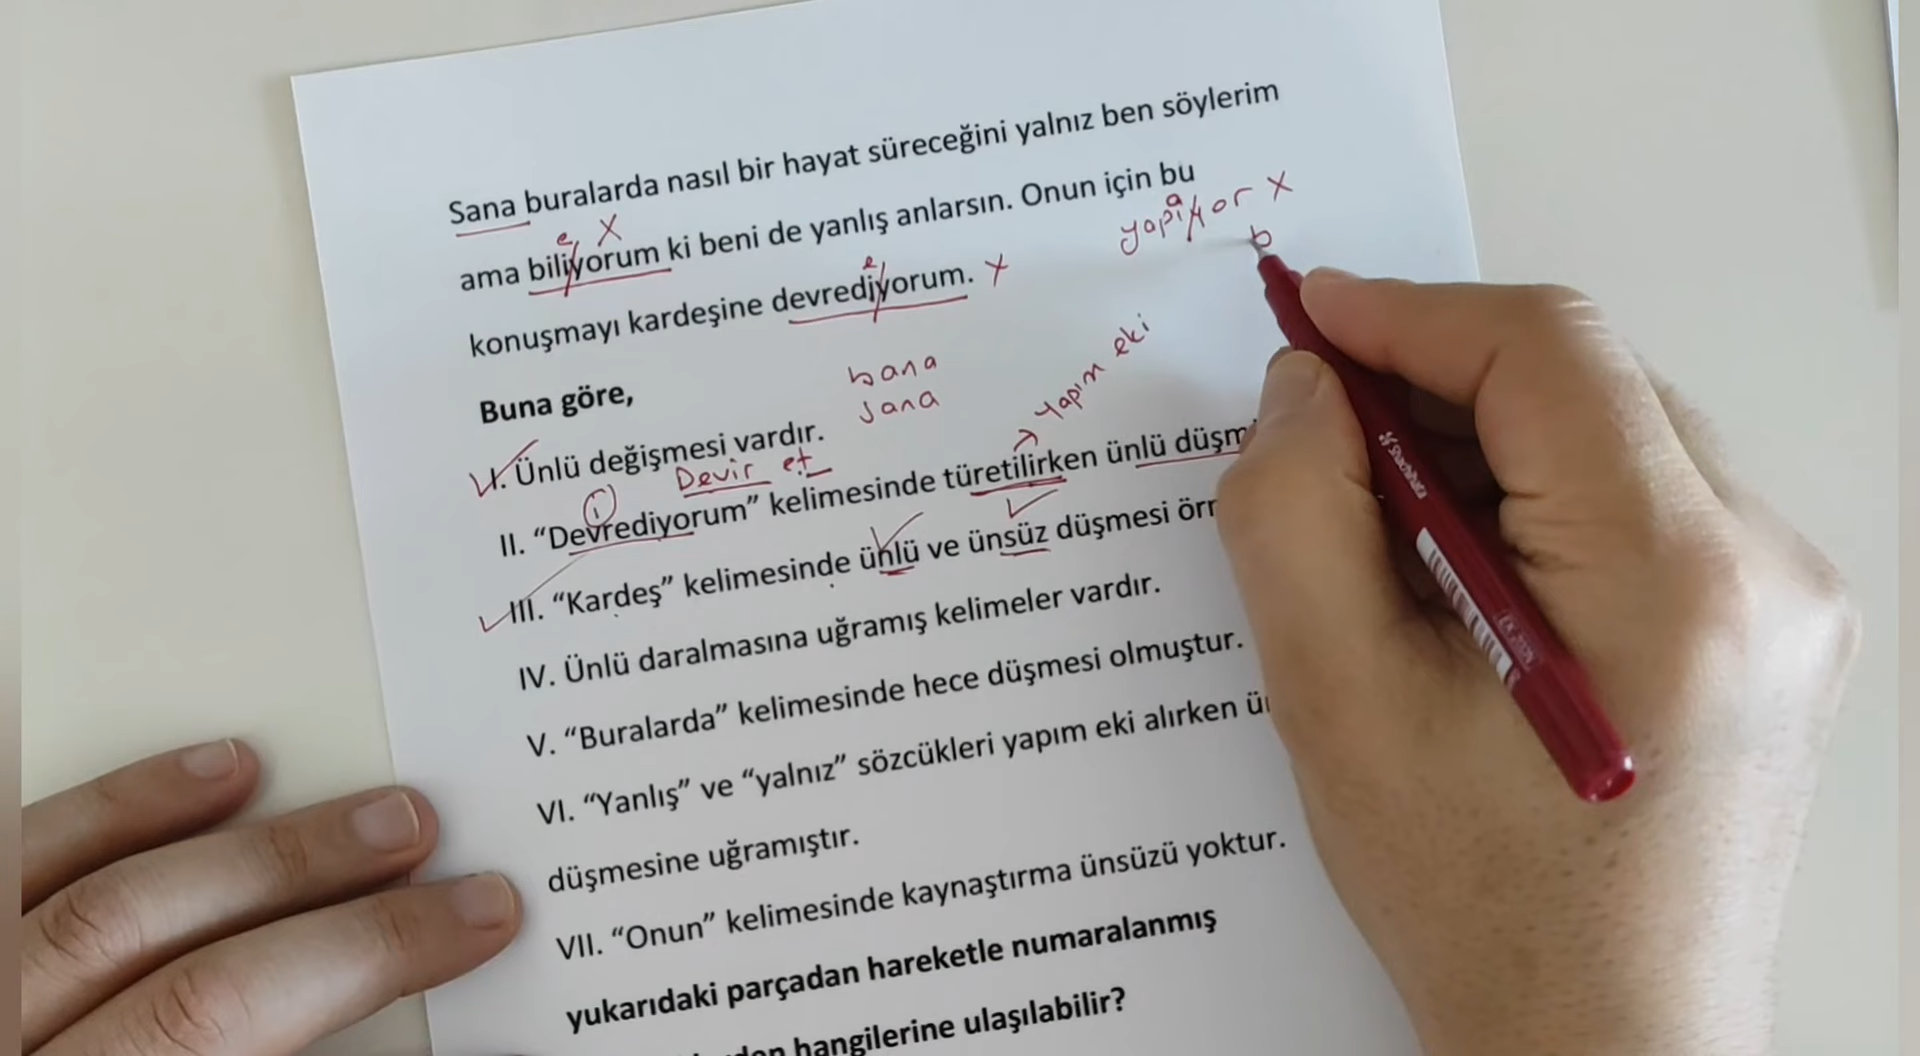 Sana buralarda nasıl bir hayat süreceğini yalnız ben söylerim
ama biliyorum ki beni de yanlış anlarsın. Onun için bu
e X
yapıyor X
a
b
konuşmayı kardeşine devrediyorum. X
e
Buna göre,
bana
sana
Yapım eki
I. Ünlü değişmesi vardır.
Devir et
II. “Devrediyorum” kelimesinde türetilirken ünlü
i
III. “Kardeş” kelimesinde ünlü ve ünsüz düşmesi
IV. Ünlü daralmasına uğramış kelimeler vardır.
V. “Buralarda” kelimesinde hece düşmesi olmuştur.
VI. “Yanlış” ve “yalnız” sözcükleri yapım eki alırken
düşmesine uğramıştır.
VII. “Onun” kelimesinde kaynaştırma ünsüzü yoktur.
yukarıdaki parçadan hareketle numaralanmış
hangilerine ulaşılabilir?